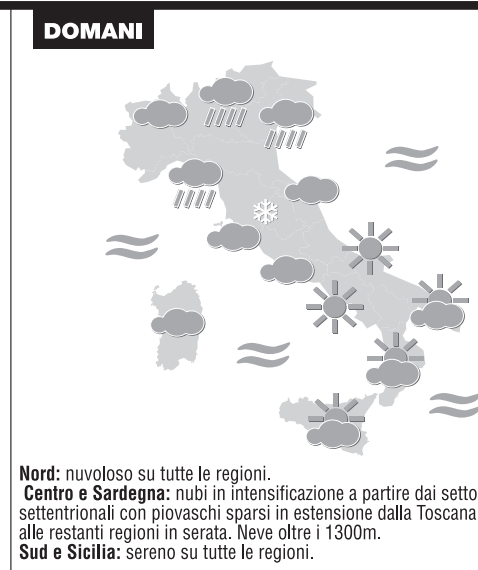 DOMANI
Nord: nuvoloso su tutte le regioni.
Centro e Sardegna: nubi in intensificazione a partire dai setto
settentrionali con piovaschi sparsi in estensione dalla Toscana
alle restanti regioni in serata. Neve oltre i 1300m.
Sud e Sicilia: sereno su tutte le regioni.